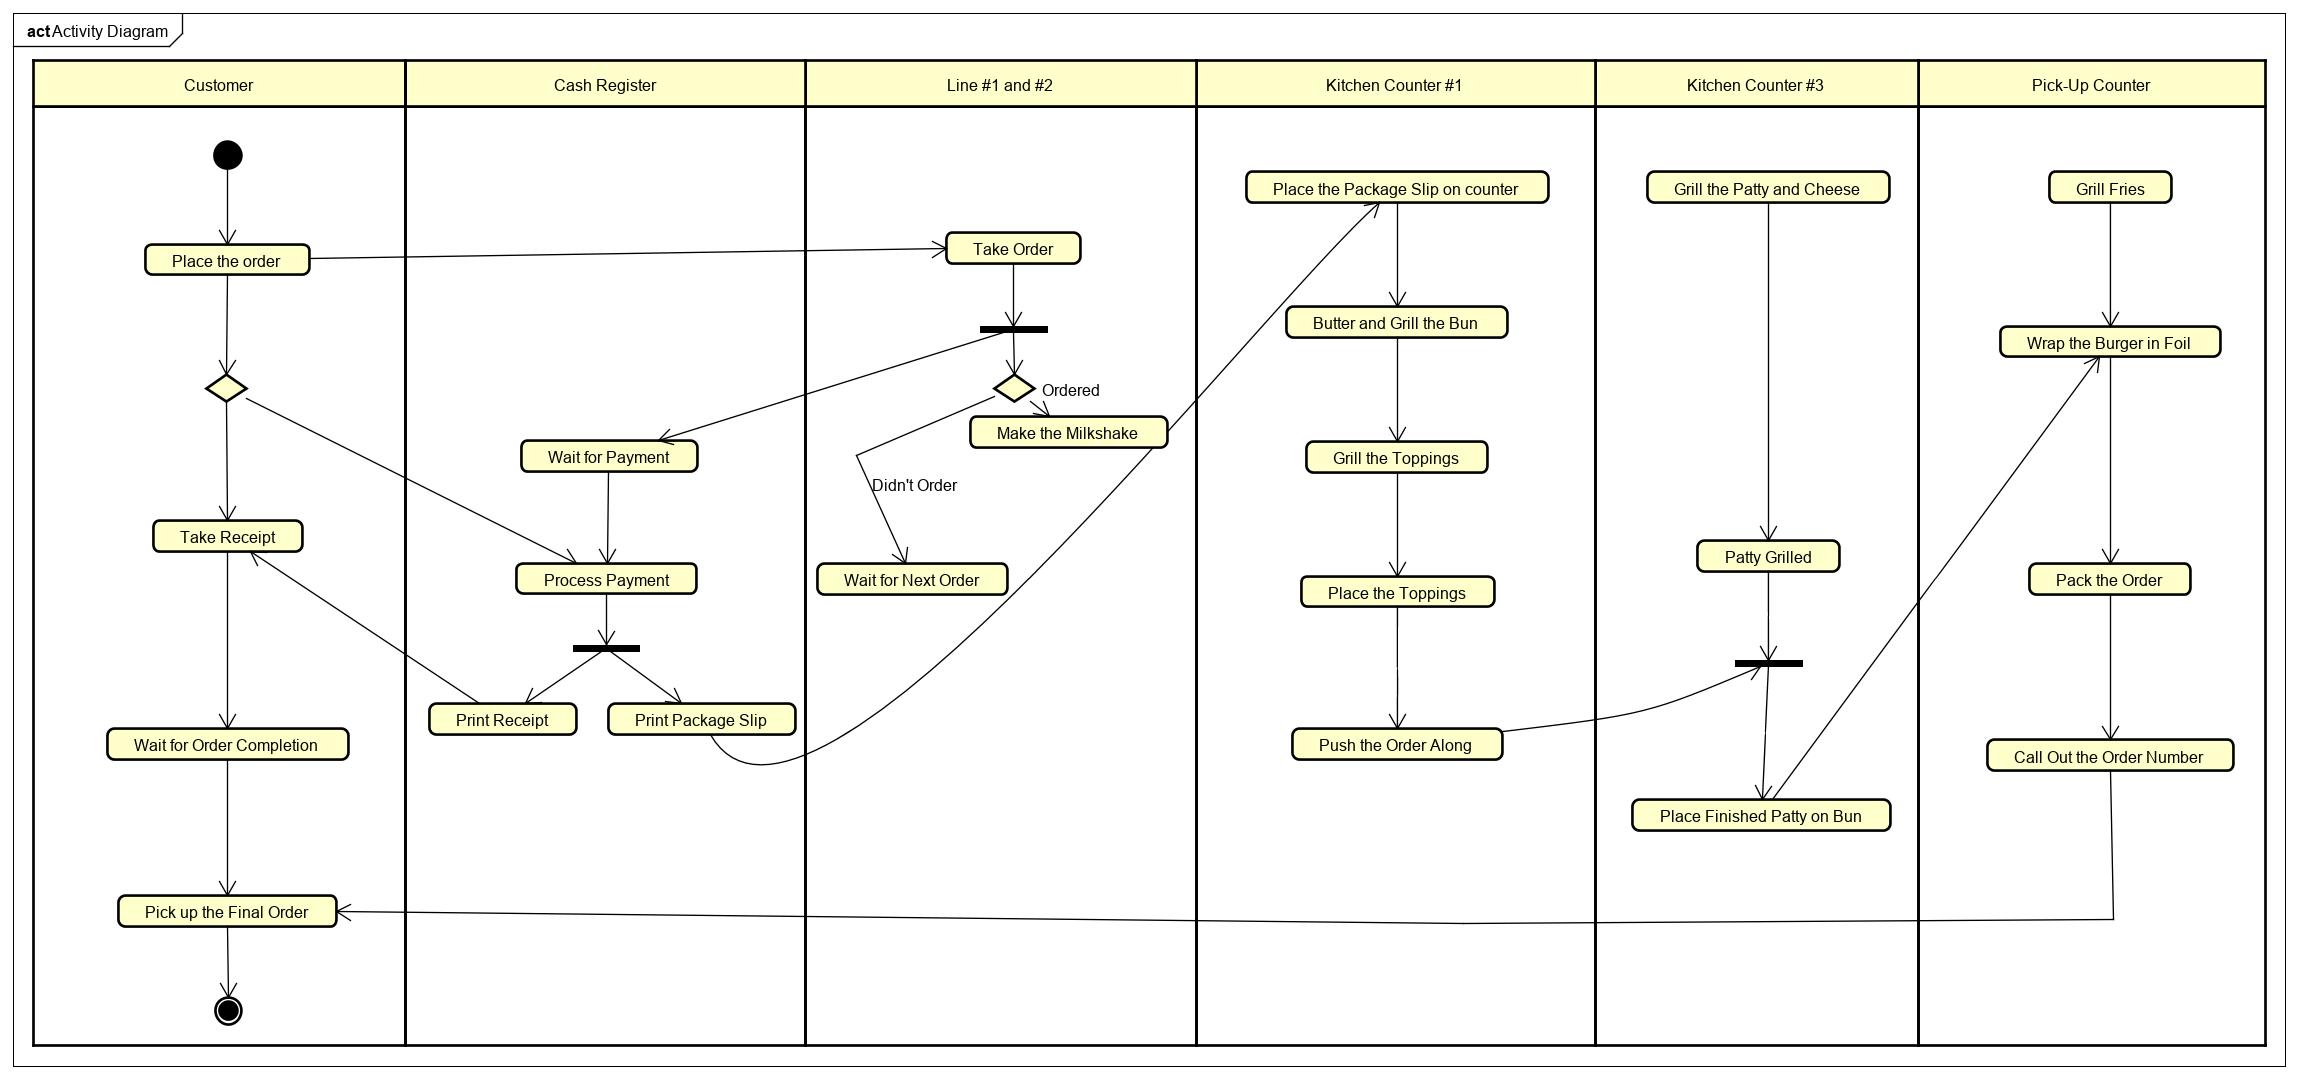 act Activity Diagram
Customer
Cash Register
Line #1 and #2
Kitchen Counter #1
Kitchen Counter #3
Pick-Up Counter
Place the order
Take Receipt
Wait for Order Completion
Pick up the Final Order
Wait for Payment
Process Payment
Print Receipt
Print Package Slip
Take Order
Ordered
Make the Milkshake
Didn't Order
Wait for Next Order
Place the Package Slip on counter
Butter and Grill the Bun
Grill the Toppings
Place the Toppings
Push the Order Along
Grill the Patty and Cheese
Patty Grilled
Place Finished Patty on Bun
Grill Fries
Wrap the Burger in Foil
Pack the Order
Call Out the Order Number